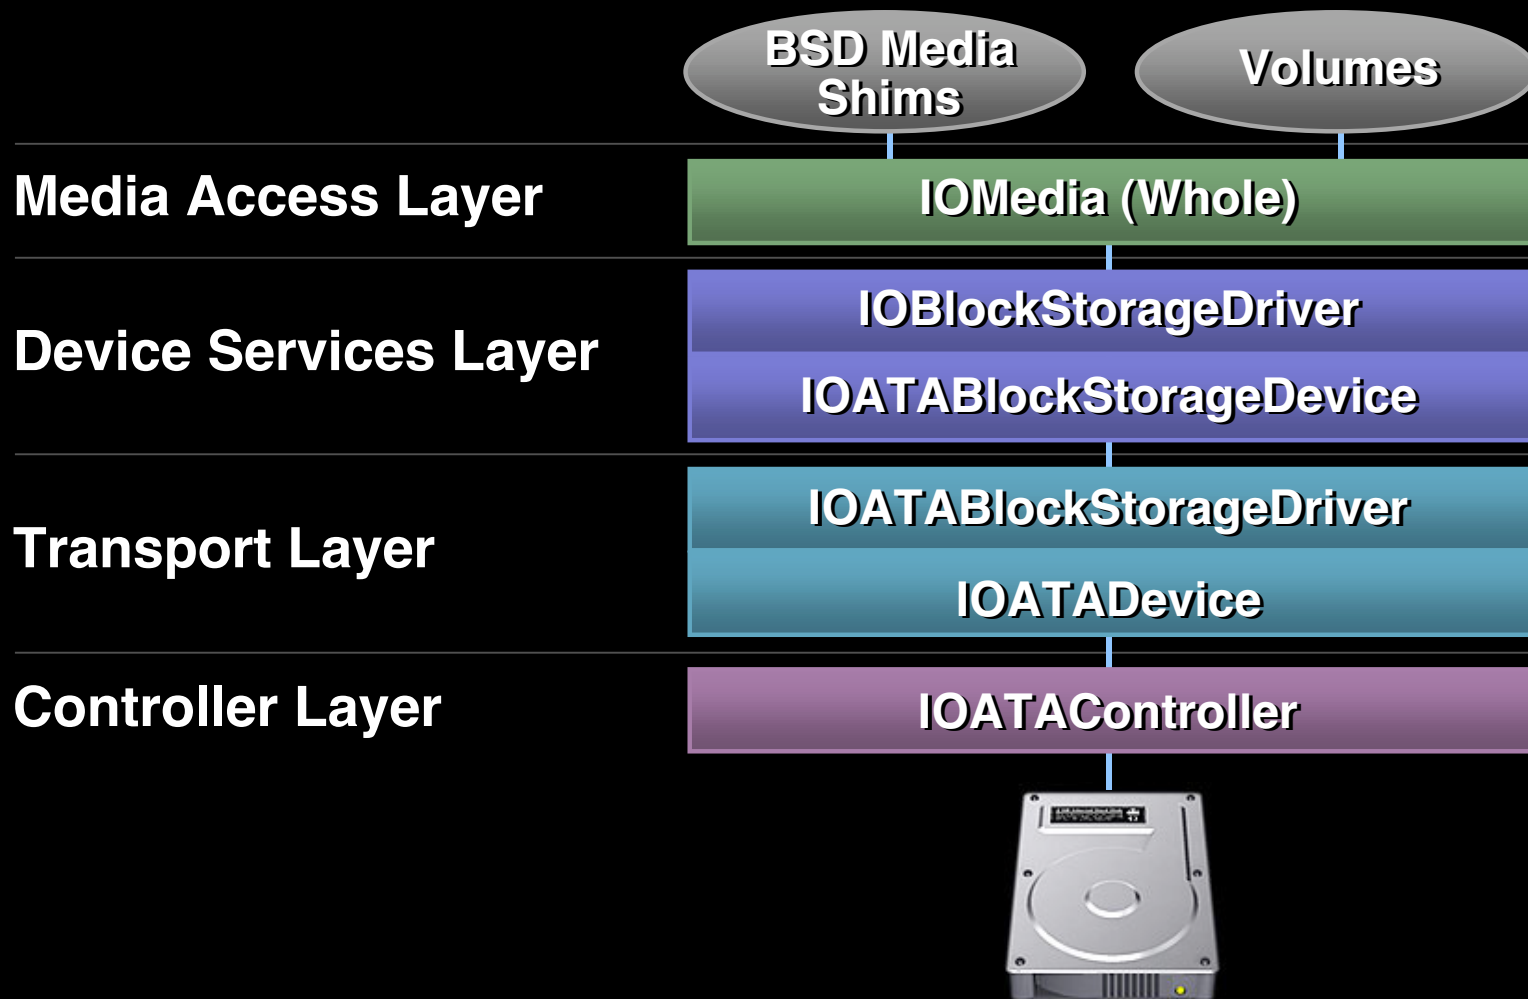 BSD Media
Shims
Volumes
Media Access Layer
IOMedia (Whole)
Device Services Layer
IOBlockStorageDriver
IOATABlockStorageDevice
Transport Layer
IOATABlockStorageDriver
IOATADevice
Controller Layer
IOATAController